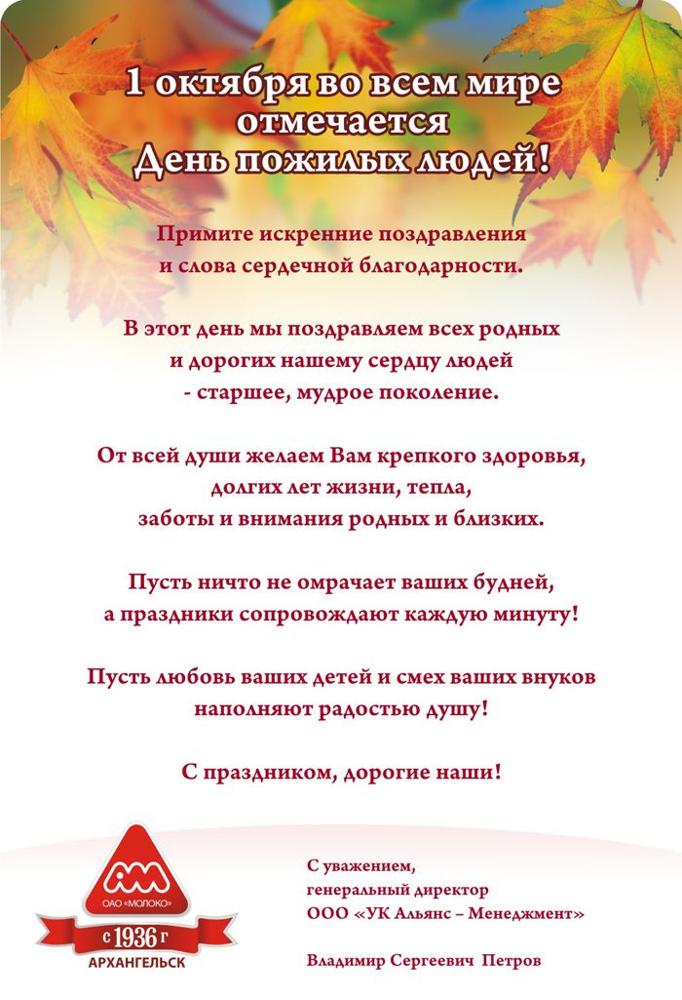 1 октября во всем мире
отмечается
День пожилых людей!
Примите искренние поздравления
и слова сердечной благодарности.
В этот день мы поздравляем всех родных
и дорогих нашему сердцу людей
- старшее, мудрое поколение.
От всей души желаем Вам крепкого здоровья,
долгих лет жизни, тепла,
заботы и внимания родных и близких.
Пусть ничто не омрачает ваших будней,
а праздники сопровождают каждую минуту!
Пусть любовь ваших детей и смех ваших внуков
наполняют радостью душу!
С праздником, дорогие наши!
ОАО «МОЛОКО»
с 1936 г
АРХАНГЕЛЬСК
С уважением,
генеральный директор
ООО «УК Альянс – Менеджмент»
Владимир Сергеевич Петров